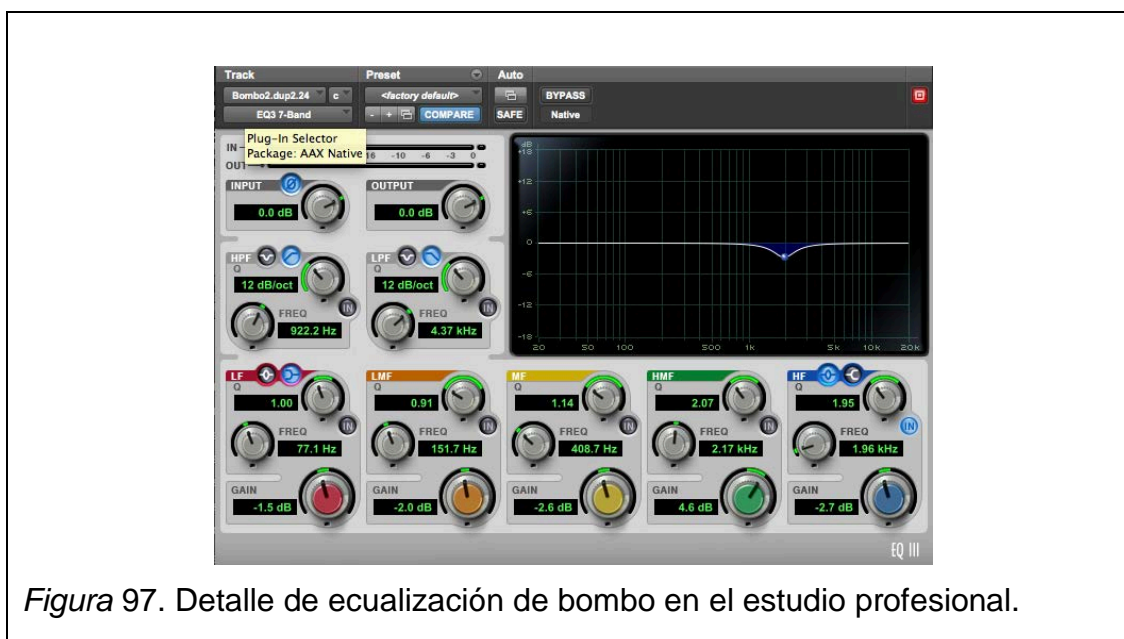 Track Preset Auto
Bombo2.dup2.24 c <factory default> BYPASS
EQ3 7-Band - + COMPARE SAFE Native
Plug-In Selector
Package: AAX Native
IN 16 -10 -6 -3 0
OUT
INPUT OUTPUT
0.0 dB 0.0 dB
HPF LPF
Q Q
12 dB/oct 12 dB/oct
IN IN
FREQ FREQ
922.2 Hz 4.37 kHz
dB
+18
+12
+6
0
-6
-12
-18
20 50 100 500 1k 5k 10k 20k
LF LMF MF HMF HF
Q Q Q Q Q
1.00 0.91 1.14 2.07 1.95
IN IN IN IN IN
FREQ FREQ FREQ FREQ FREQ
77.1 Hz 151.7 Hz 408.7 Hz 2.17 kHz 1.96 kHz
GAIN GAIN GAIN GAIN GAIN
-1.5 dB -2.0 dB -2.6 dB 4.6 dB -2.7 dB
EQ III
Figura 97. Detalle de ecualización de bombo en el estudio profesional.